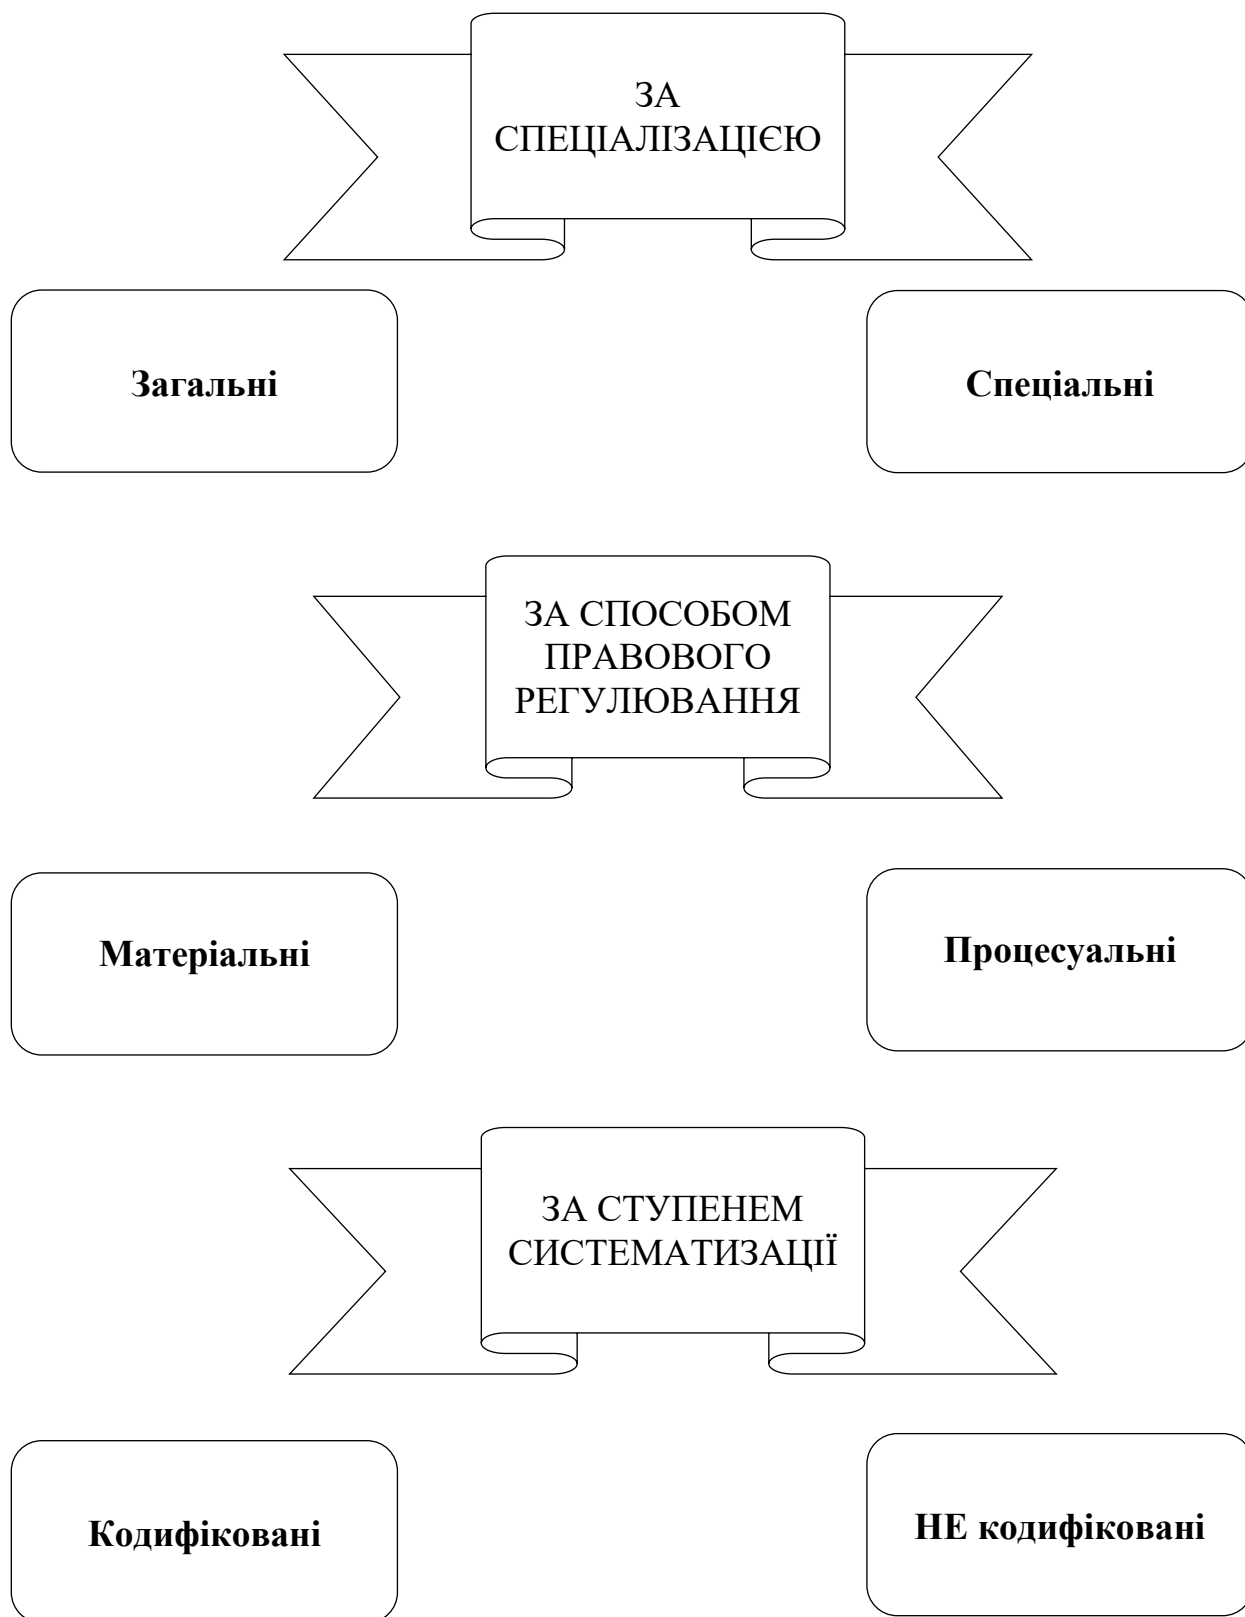 ЗА
СПЕЦІАЛІЗАЦІЄЮ
Загальні
Спеціальні
ЗА СПОСОБОМ
ПРАВОВОГО
РЕГУЛЮВАННЯ
Матеріальні
Процесуальні
ЗА СТУПЕНЕМ
СИСТЕМАТИЗАЦІЇ
Кодифіковані
НЕ кодифіковані